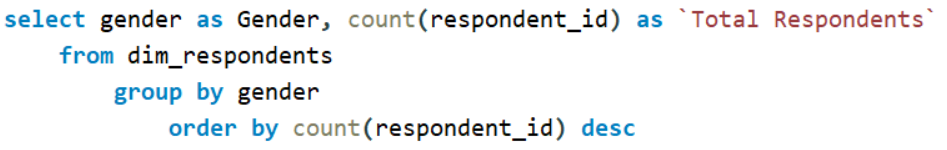 select gender as Gender, count(respondent_id) as `Total Respondents`
from dim_respondents
group by gender
order by count(respondent_id) desc